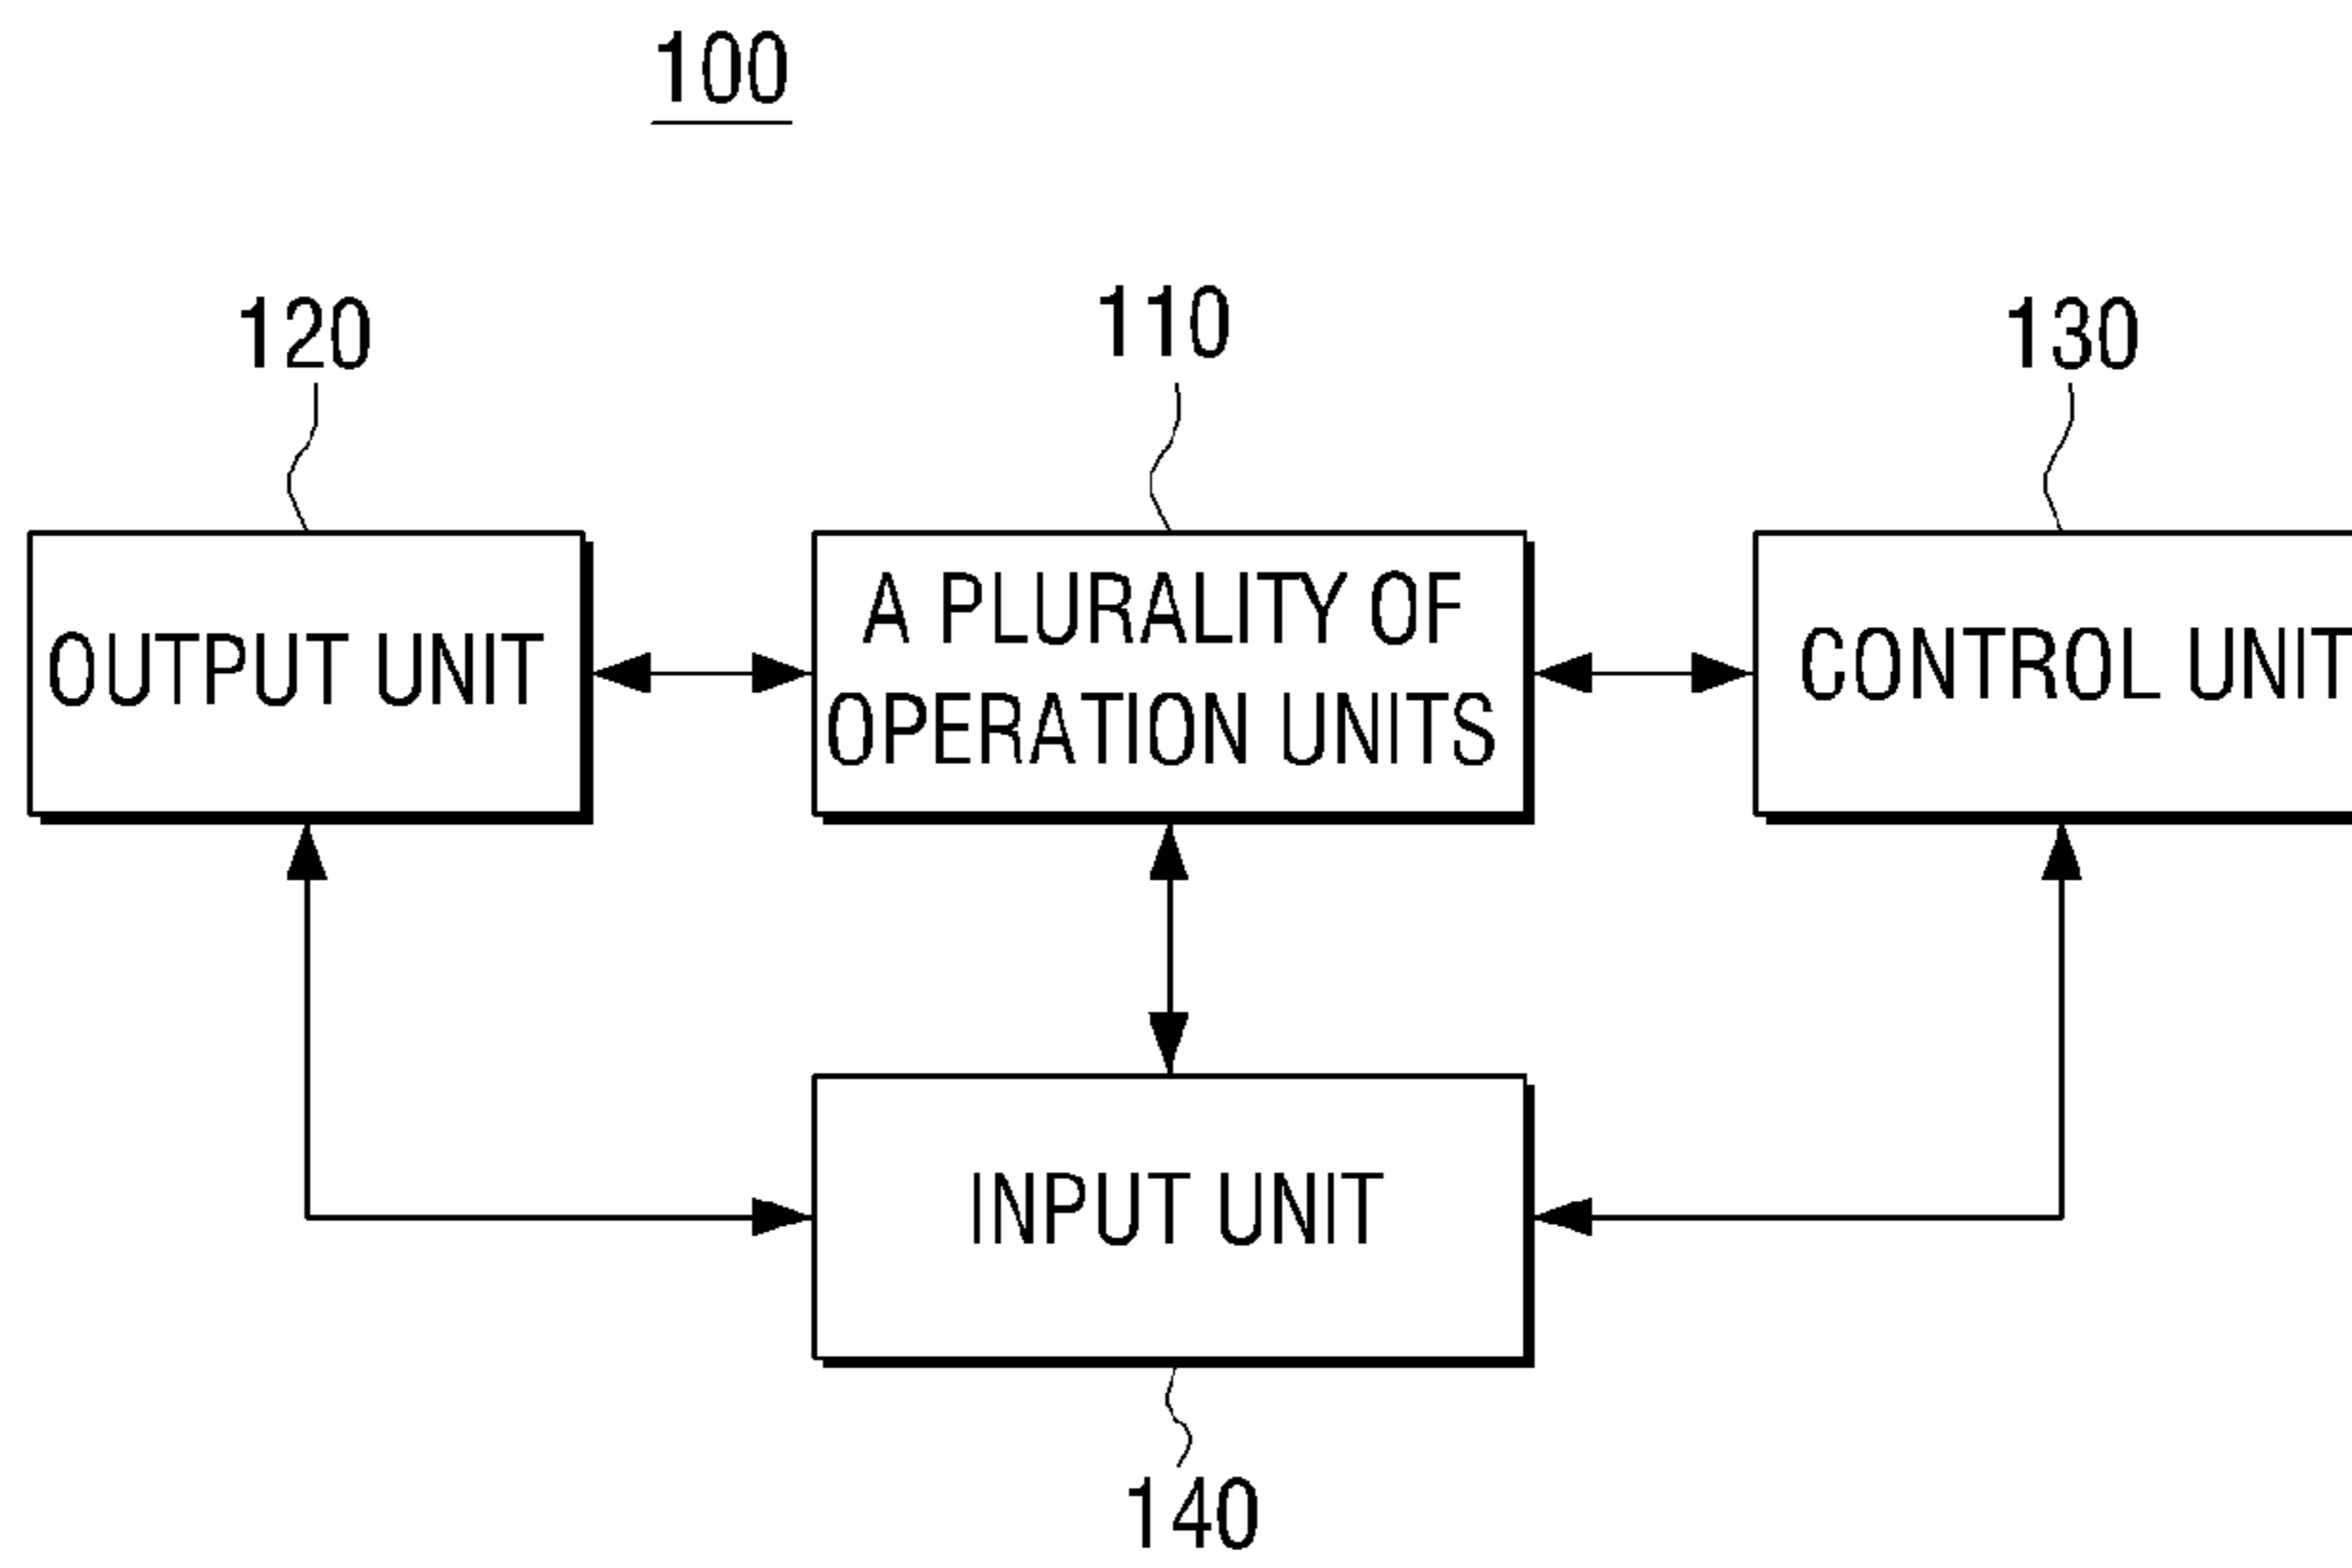 100
120
110
130
OUTPUT UNIT
A PLURALITY OF
OPERATION UNITS
CONTROL UNIT
INPUT UNIT
140